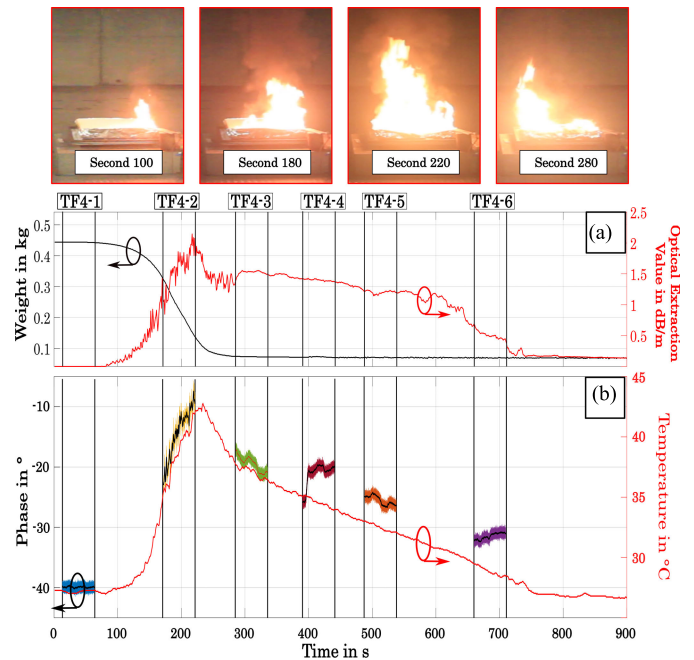 Second 100
Second 180
Second 220
Second 280
TF4-1
TF4-2
TF4-3
TF4-4
TF4-5
TF4-6
(a)
Weight in kg
0.5
0.4
0.3
0.2
0.1
2.5
2
1.5
1
0.5
Optical Extraction
Value in dB/m
(b)
Phase in °
-10
-20
-30
-40
45
40
35
30
Temperature in °C
0 100 200 300 400 500 600 700 800 900
Time in s